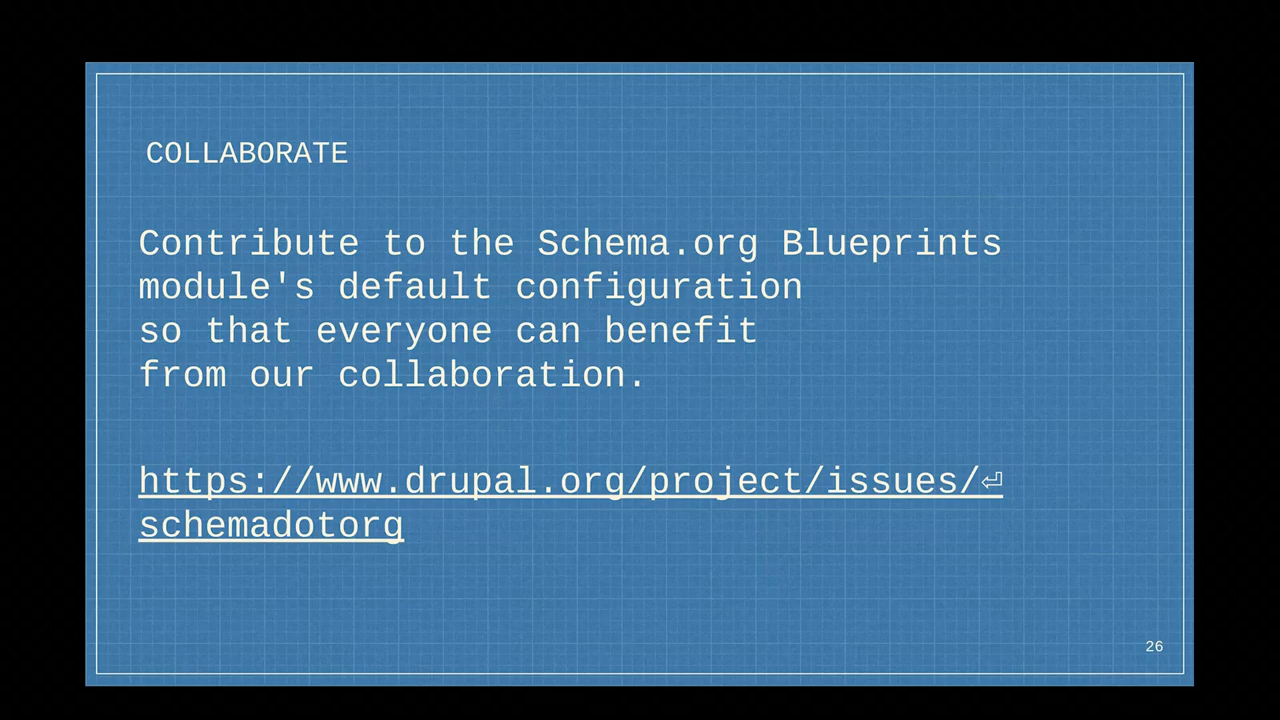 COLLABORATE
Contribute to the Schema.org Blueprints
module's default configuration
so that everyone can benefit
from our collaboration.
https://www.drupal.org/project/issues/⏎
schemadotorg
26